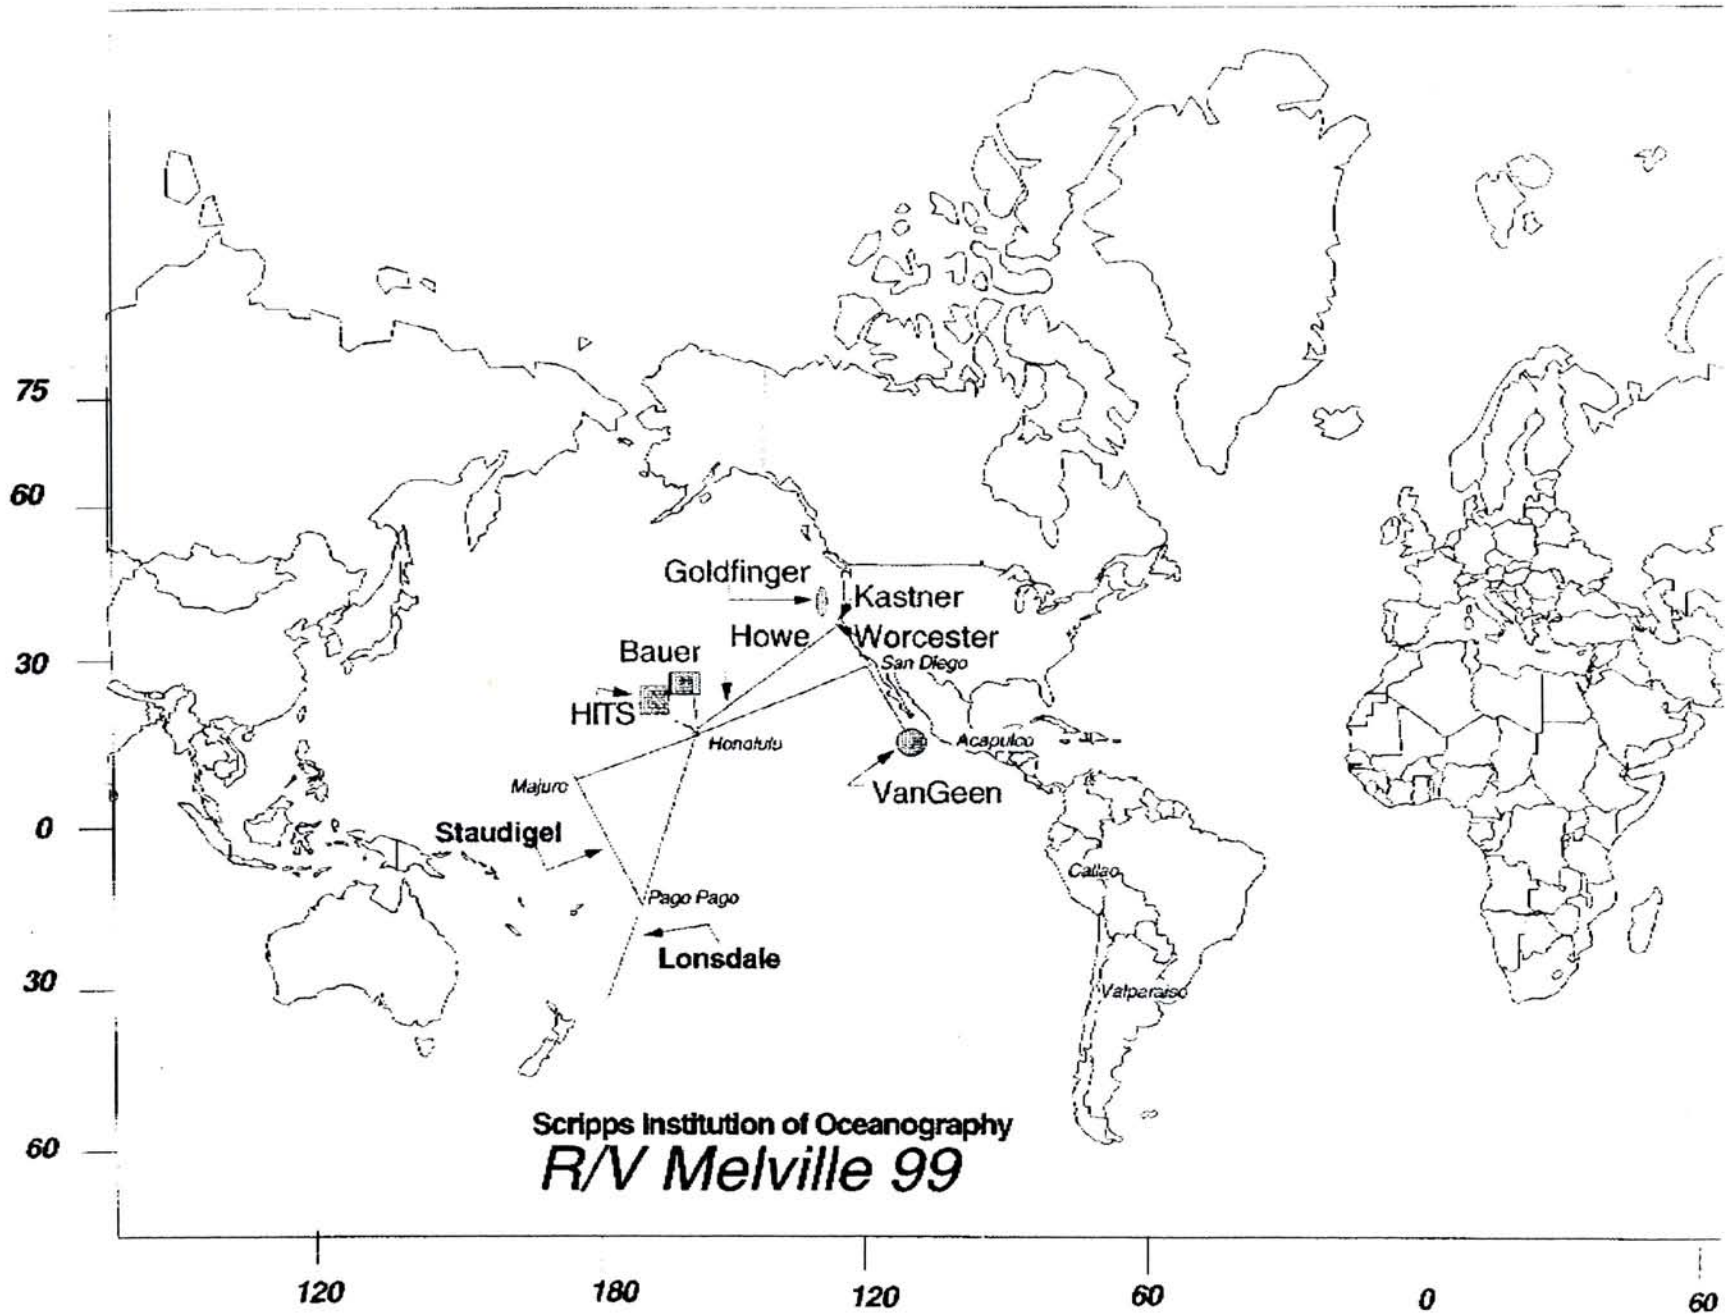 75
60
30
0
30
60
Goldfinger
Kastner
Howe
Worcester
San Diego
Bauer
HITS
Honolulu
Acapulco
Majuro
VanGeen
Staudigel
Pago Pago
Callao
Lonsdale
Valparaiso
Scripps Institution of Oceanography
R/V Melville 99
120
180
120
60
0
60